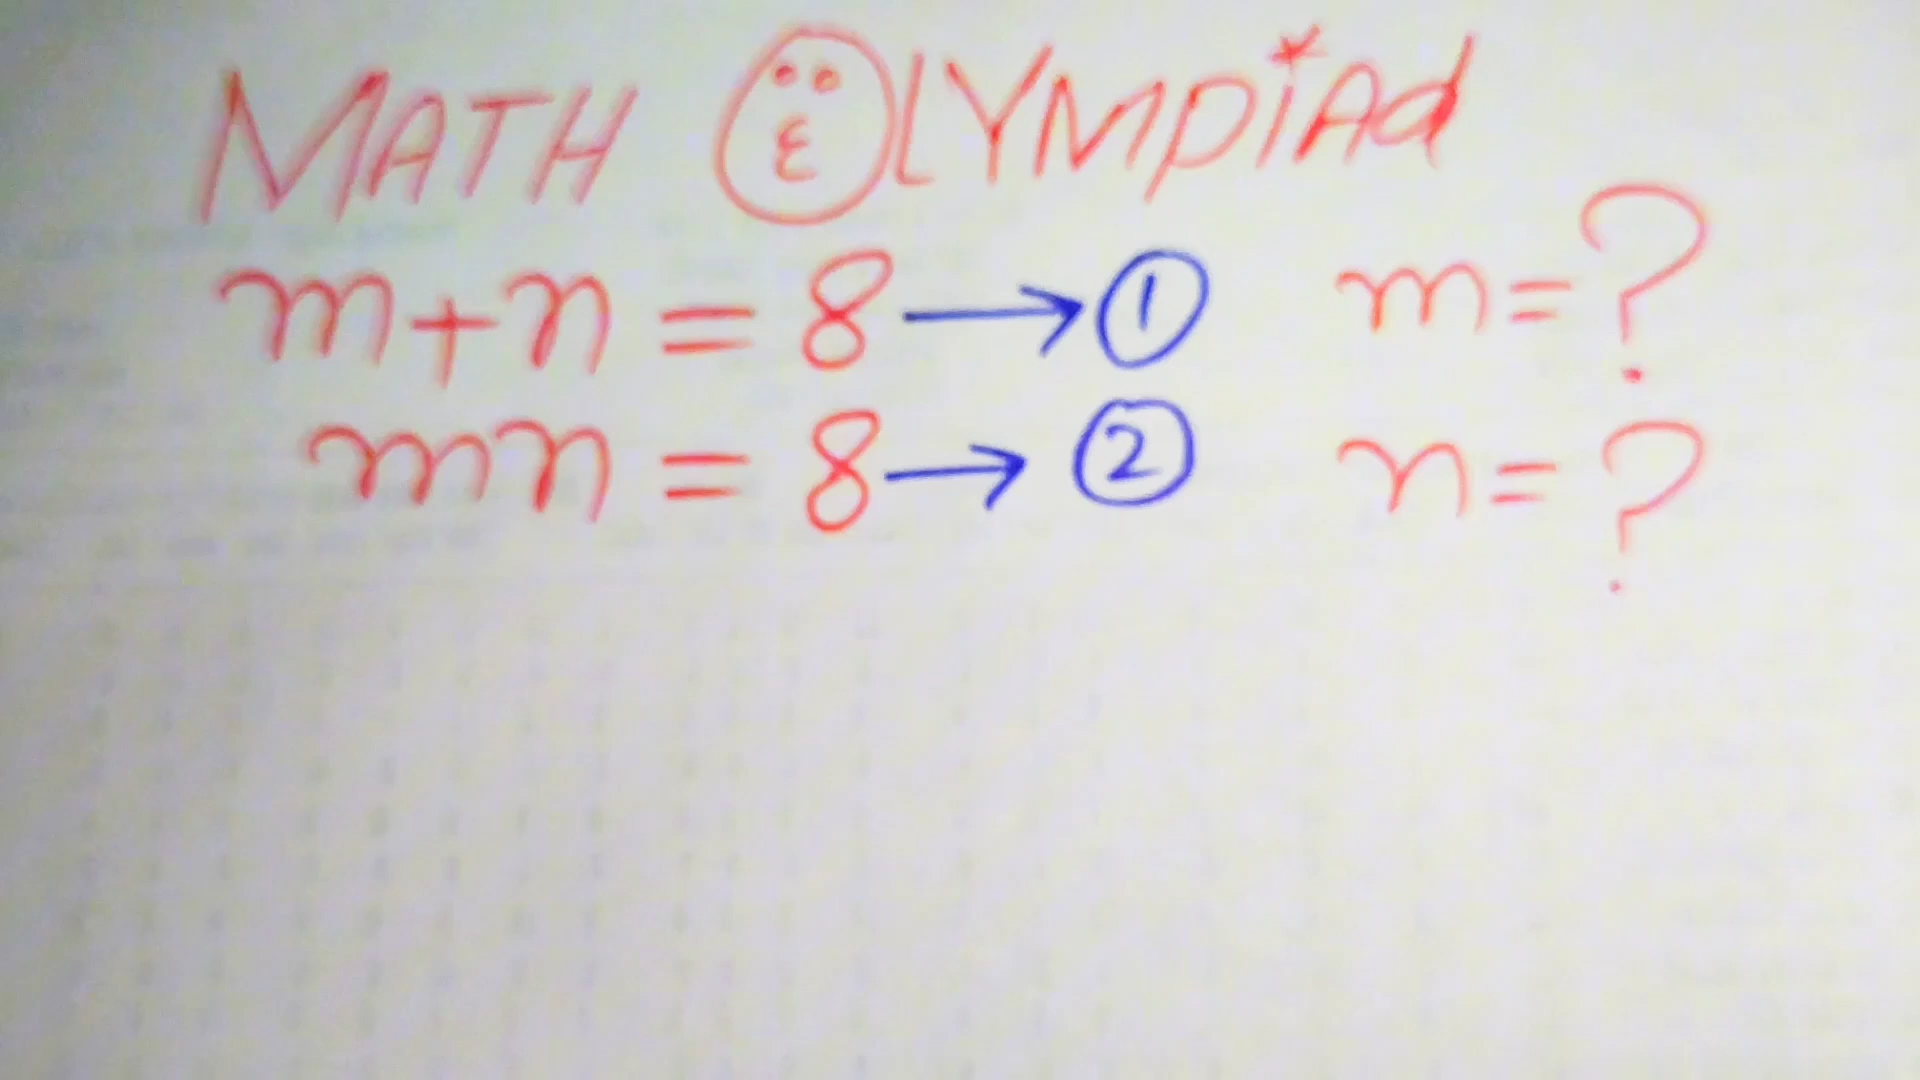 MATH OLYMPiAd
m+n = 8 → ① m = ?
mn = 8 → ② n = ?